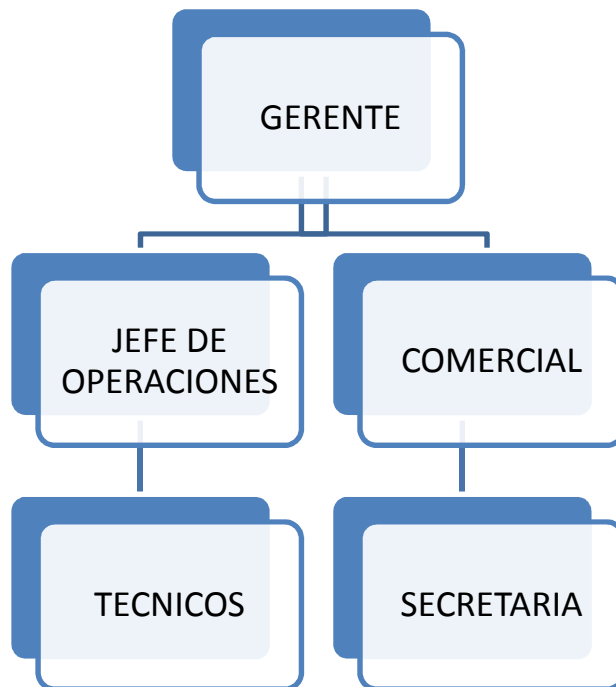 GERENTE
JEFE DE
OPERACIONES
COMERCIAL
TECNICOS
SECRETARIA